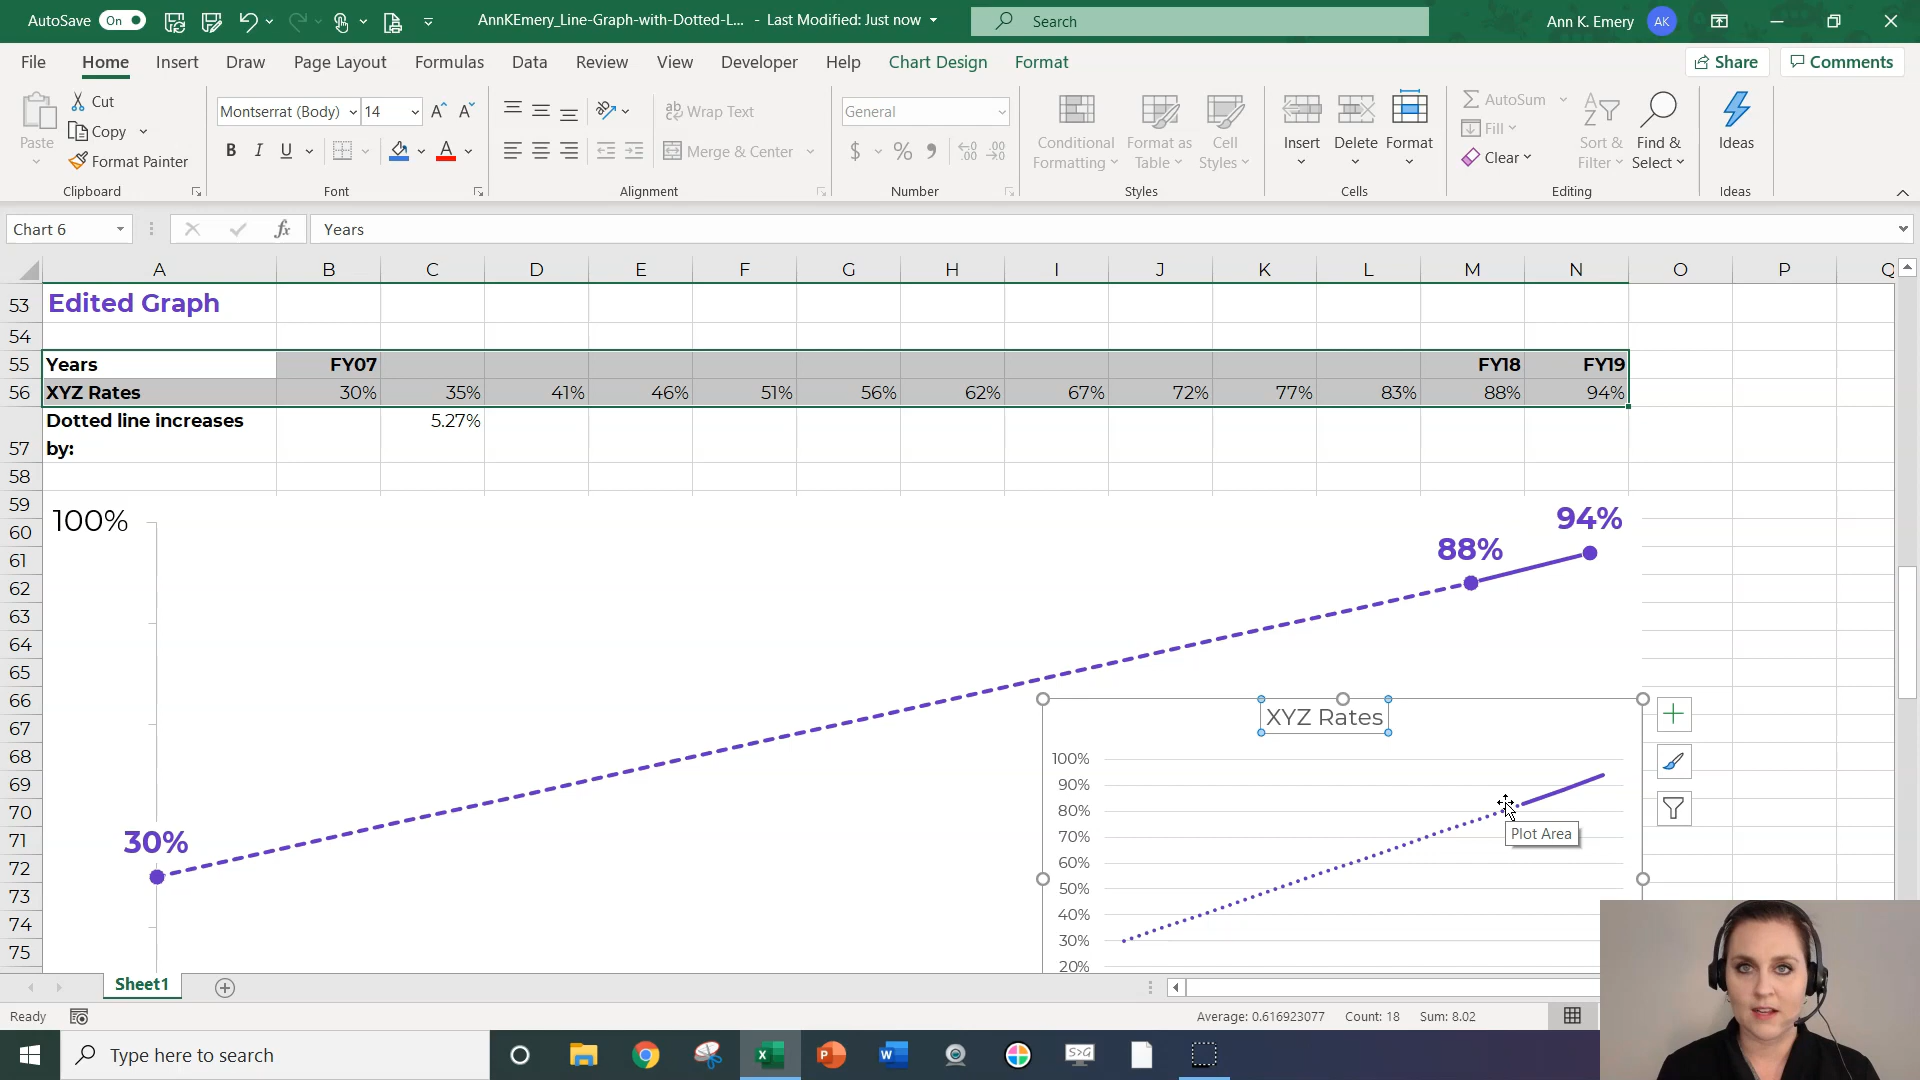 AutoSave On AnnKEmery_Line-Graph-with-Dotted-L... - Last Modified: Just now Search Ann K. Emery AK
File Home Insert Draw Page Layout Formulas Data Review View Developer Help Chart Design Format Share Comments
Paste Cut Copy Format Painter
Montserrat (Body) 14
B I U A
Wrap Text
Merge & Center
General
$ %
Conditional Formatting
Format as Table
Cell Styles
Insert Delete Format
AutoSum Fill Clear
Sort & Filter
Find & Select
Ideas
Clipboard Font Alignment Number Styles Cells Editing Ideas
Chart 6 fx Years
A B C D E F G H I J K L M N O P Q
53 Edited Graph
54
55 Years FY07 FY18 FY19
56 XYZ Rates 30% 35% 41% 46% 51% 56% 62% 67% 72% 77% 83% 88% 94%
Dotted line increases 5.27%
57 by:
58
59
60
61
62
63
64
65
66
67
68
69
70
71
72
73
74
75
100%
94%
88%
30%
XYZ Rates
100%
90%
80%
70%
60%
50%
40%
30%
20%
Plot Area
Sheet1
Ready Average: 0.616923077 Count: 18 Sum: 8.02
Type here to search S>G